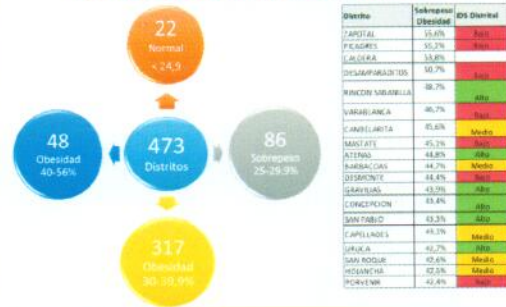 22
Normal
<24,9
48
Obesidad
40-56%
473
Distritos
86
Sobrepeso
25-29.9%
317
Obesidad
30-39,9%
Distrito Sobrepeso Obesidad IDS Distrital
ZAPOTAL 55,6% Bajo
PICAGRES 55,2% Bajo
CALDERA 53,8%
DESAMPARADITOS 50,7% Bajo
RINCON SABANILLA 48,7% Alto
VARABLANCA 46,7% Bajo
CANDELARITA 45,6% Medio
MASTATE 45,1% Bajo
ATENAS 44,8% Alto
BARBACOAS 44,7% Medio
DESMONTE 44,4% Bajo
GRAVILIAS 43,9% Alto
CONCEPCION 43,4% Alto
SAN PABLO 43,3% Alto
CAPELLADES Medio
URUCA 42,7% Alto
SAN ROQUE 42,6% Medio
HOJANCHA 42,5% Medio
PORVENIR 42,4% Bajo